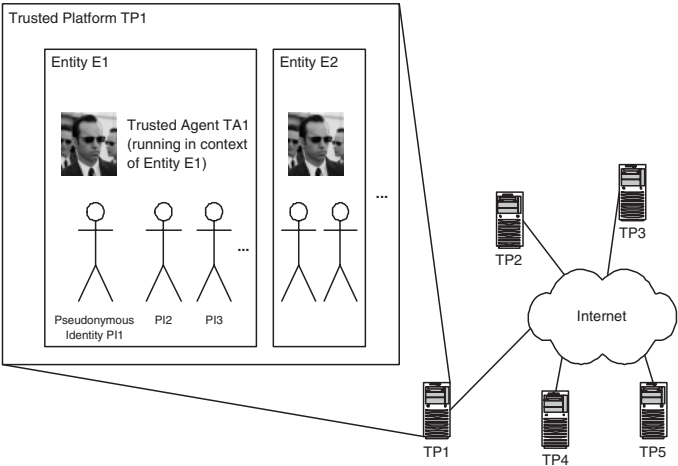 Trusted Platform TP1
Entity E1
Entity E2
Trusted Agent TA1
(running in context
of Entity E1)
...
...
Pseudonymous
Identity PI1
PI2
PI3
TP2
TP3
Internet
TP1
TP4
TP5